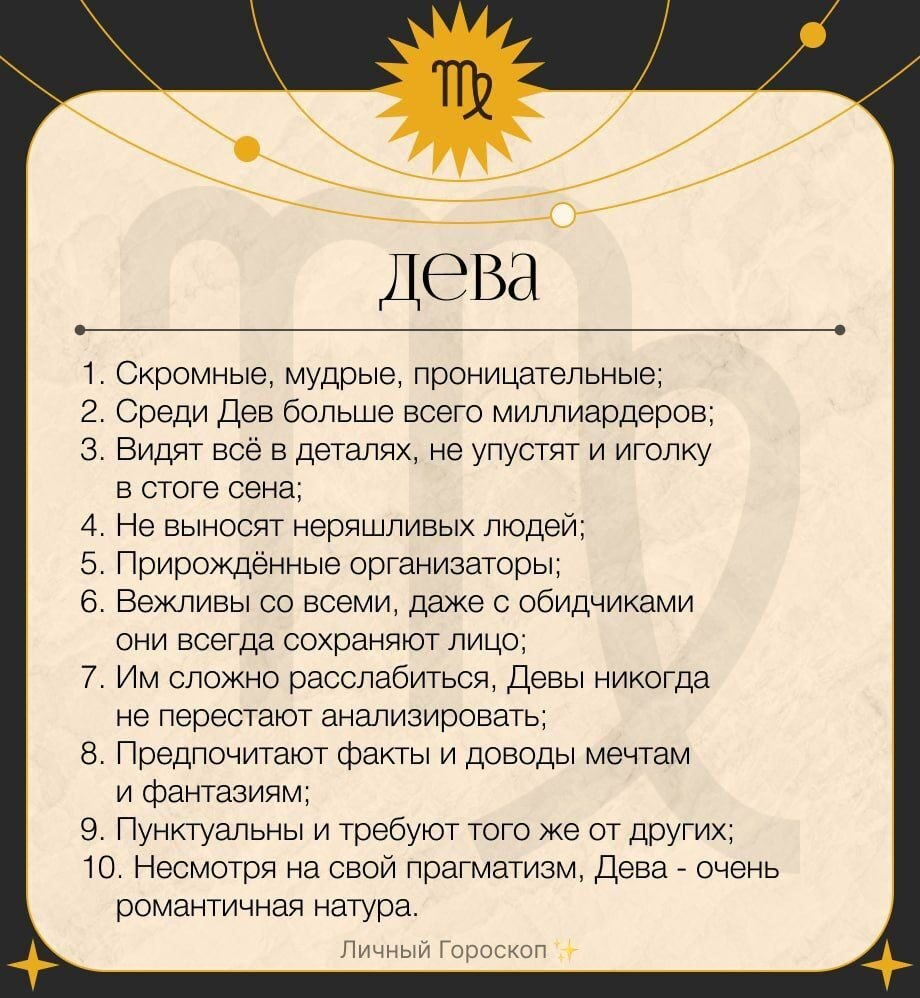 дева
1. Скромные, мудрые, проницательные;
2. Среди Дев больше всего миллиардеров;
3. Видят всё в деталях, не упустят и иголку
в стоге сена;
4. Не выносят неряшливых людей;
5. Прирождённые организаторы;
6. Вежливы со всеми, даже с обидчиками
они всегда сохраняют лицо;
7. Им сложно расслабиться, Девы никогда
не перестают анализировать;
8. Предпочитают факты и доводы мечтам
и фантазиям;
9. Пунктуальны и требуют того же от других;
10. Несмотря на свой прагматизм, Дева - очень
романтичная натура.
Личный Гороскоп ✨